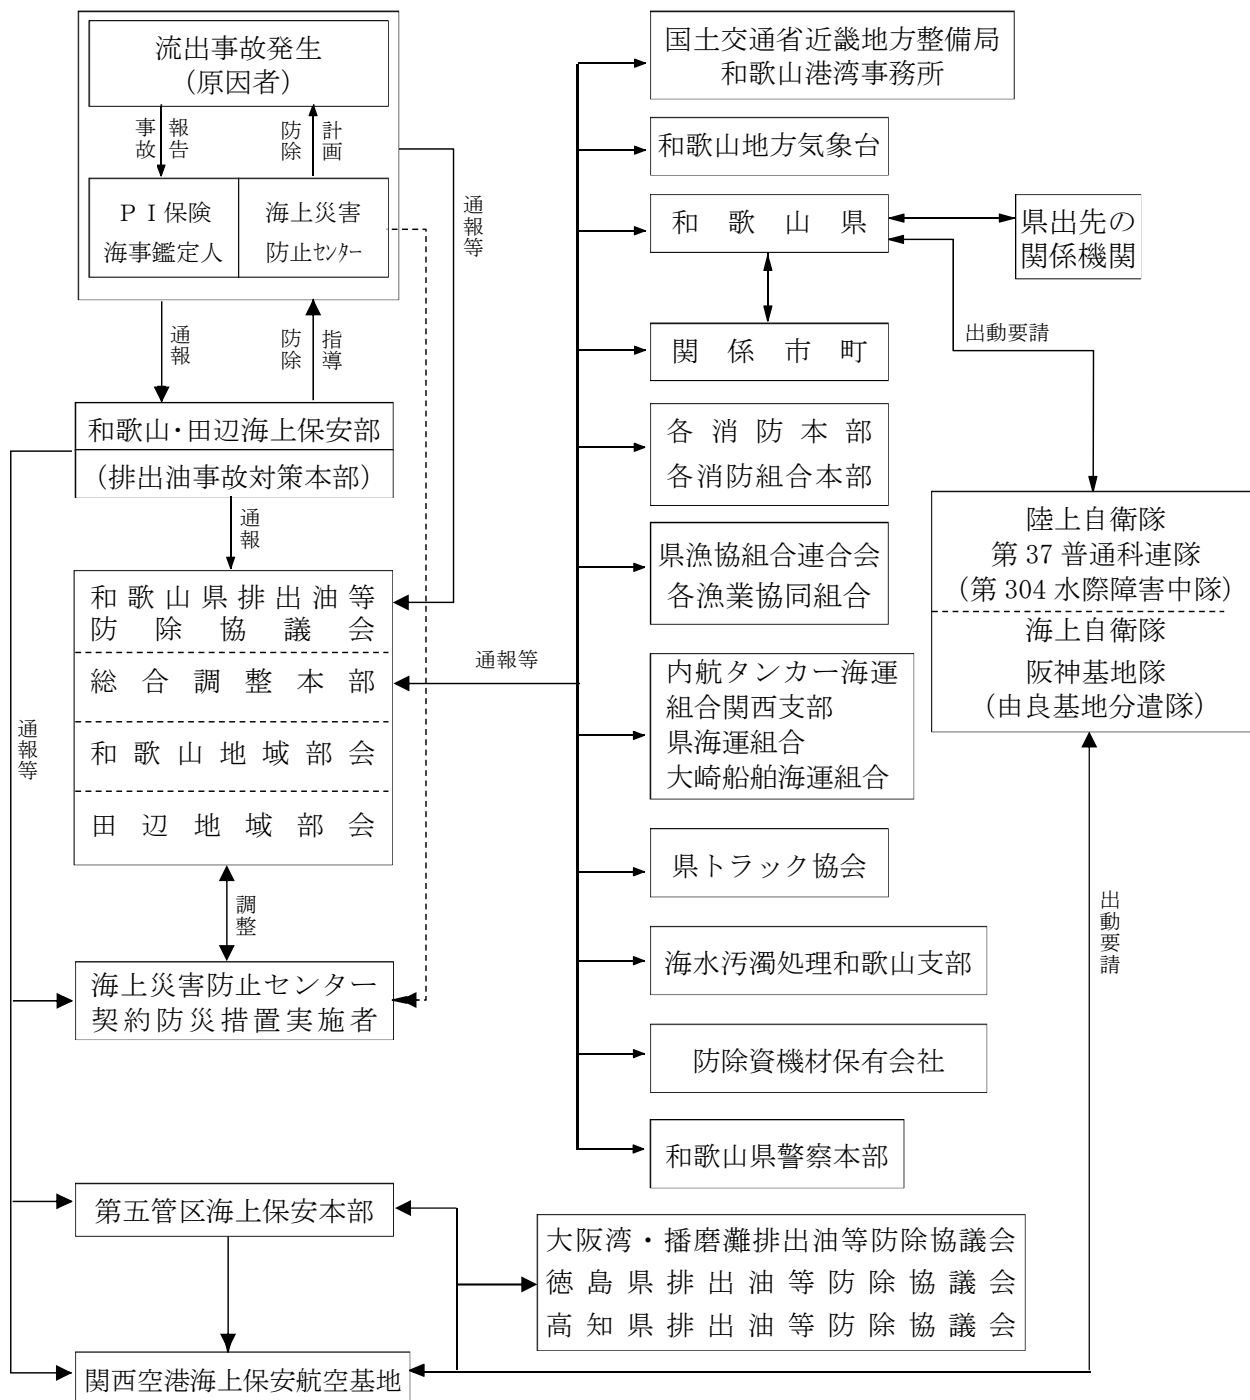 流出事故発生
(原因者)
事故
報告
防除
計画
ＰＩ保険
海事鑑定人
海上災害
防止センター
通報等
通報
防除
指導
和歌山・田辺海上保安部
(排出油事故対策本部)
通報
和歌山県排出油等
防除協議会
総合調整本部
和歌山地域部会
田辺地域部会
通報等
調整
海上災害防止センター
契約防災措置実施者
第五管区海上保安本部
関西空港海上保安航空基地
通報等
国土交通省近畿地方整備局
和歌山港湾事務所
和歌山地方気象台
和歌山県
県出先の
関係機関
出動要請
関係市町
各消防本部
各消防組合本部
県漁協組合連合会
各漁業協同組合
内航タンカー海運
組合関西支部
県海運組合
大崎船舶海運組合
県トラック協会
海水汚濁処理和歌山支部
防除資機材保有会社
和歌山県警察本部
陸上自衛隊
第 37 普通科連隊
(第 304 水際障害中隊)
海上自衛隊
阪神基地隊
(由良基地分遣隊)
出動要請
大阪湾・播磨灘排出油等防除協議会
徳島県排出油等防除協議会
高知県排出油等防除協議会